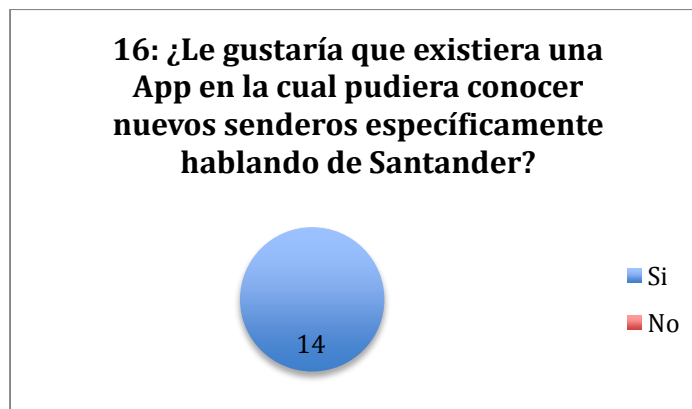 16: ¿Le gustaría que existiera una
App en la cual pudiera conocer
nuevos senderos específicamente
hablando de Santander?
Si
No
14